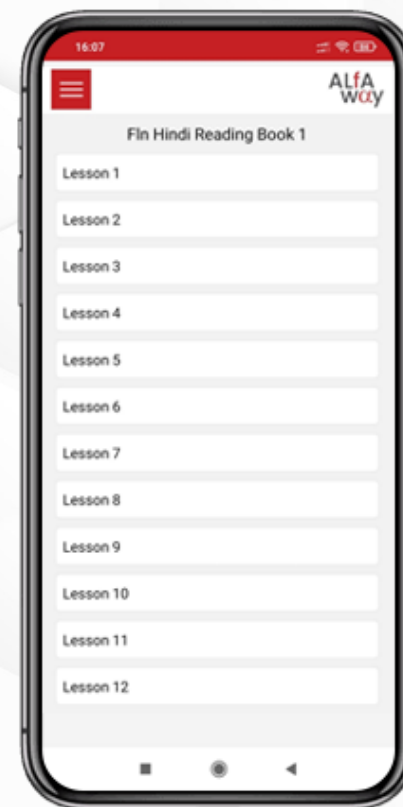 16:07
ALfA
wαy
Fln Hindi Reading Book 1
Lesson 1
Lesson 2
Lesson 3
Lesson 4
Lesson 5
Lesson 6
Lesson 7
Lesson 8
Lesson 9
Lesson 10
Lesson 11
Lesson 12